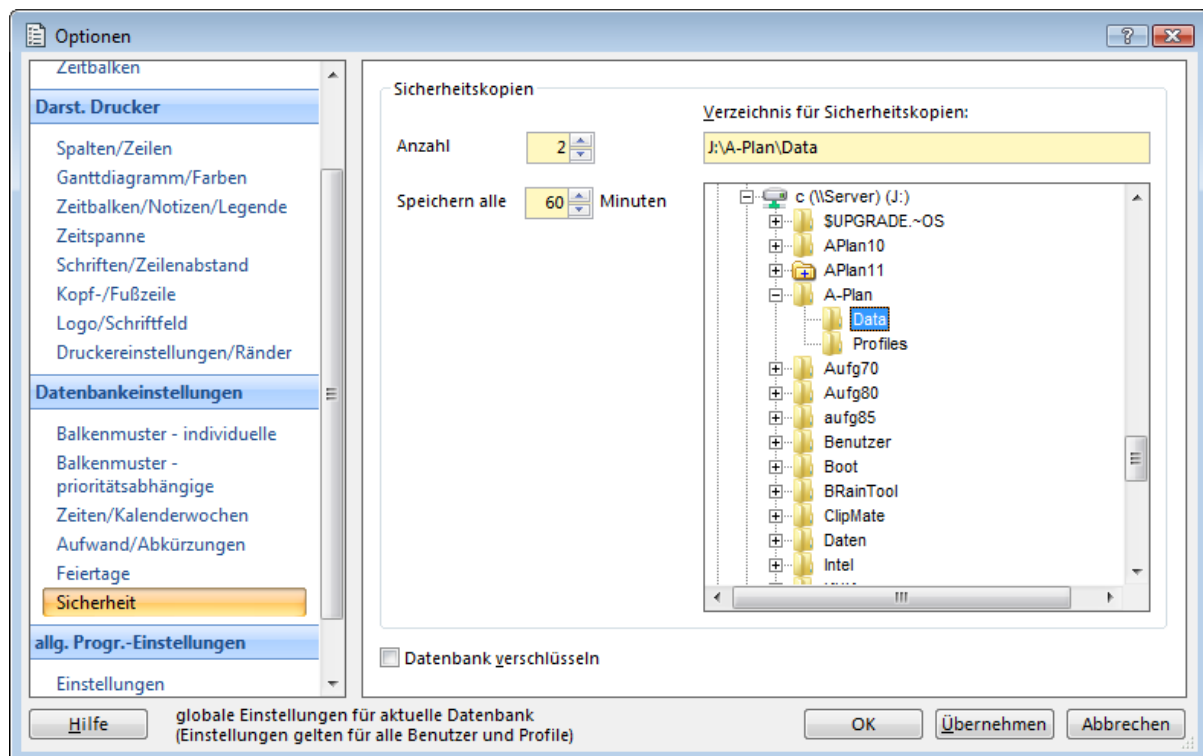 Optionen
Zeitbalken
Darst. Drucker
Spalten/Zeilen
Ganttdiagramm/Farben
Zeitbalken/Notizen/Legende
Zeitspanne
Schriften/Zeilenabstand
Kopf-/Fußzeile
Logo/Schriftfeld
Druckereinstellungen/Ränder
Datenbankeinstellungen
Balkenmuster - individuelle
Balkenmuster -
prioritätsabhängige
Zeiten/Kalenderwochen
Aufwand/Abkürzungen
Feiertage
Sicherheit
allg. Progr.-Einstellungen
Einstellungen
Sicherheitskopien
Anzahl 2
Speichern alle 60 Minuten
Verzeichnis für Sicherheitskopien:
J:\A-Plan\Data
c (\\Server) (J:)
$UPGRADE.~OS
APlan10
APlan11
A-Plan
Data
Profiles
Aufg70
Aufg80
aufg85
Benutzer
Boot
BRainTool
ClipMate
Daten
Intel
Datenbank verschlüsseln
Hilfe
globale Einstellungen für aktuelle Datenbank
(Einstellungen gelten für alle Benutzer und Profile)
OK
Übernehmen
Abbrechen